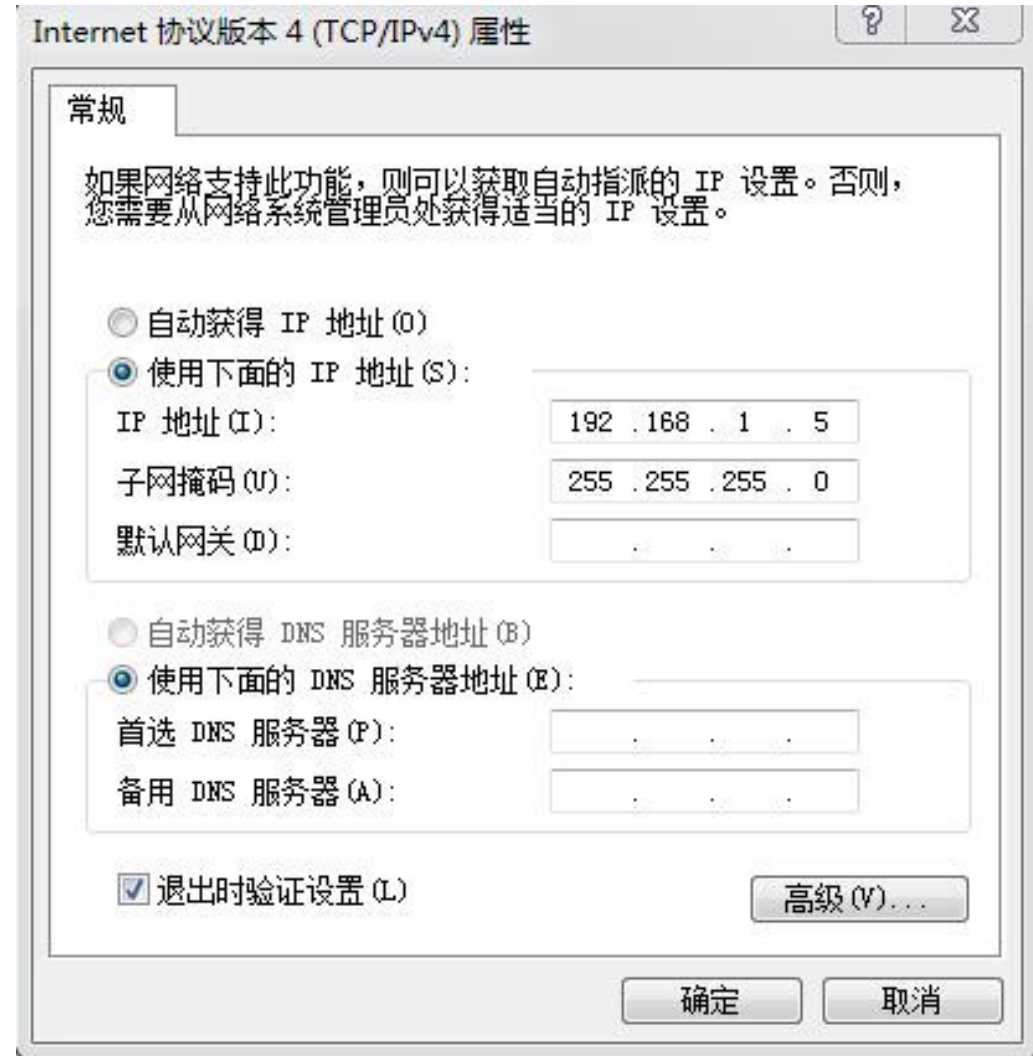 Internet 协议版本 4 (TCP/IPv4) 属性
常规
如果网络支持此功能，则可以获取自动指派的 IP 设置。否则，
您需要从网络系统管理员处获得适当的 IP 设置。
自动获得 IP 地址(O)
使用下面的 IP 地址(S):
IP 地址(I): 192 .168 . 1 . 5
子网掩码(U): 255 .255 .255 . 0
默认网关(D): . . .
自动获得 DNS 服务器地址(B)
使用下面的 DNS 服务器地址(E):
首选 DNS 服务器(P): . . .
备用 DNS 服务器(A): . . .
退出时验证设置(L)
高级(V)...
确定 取消